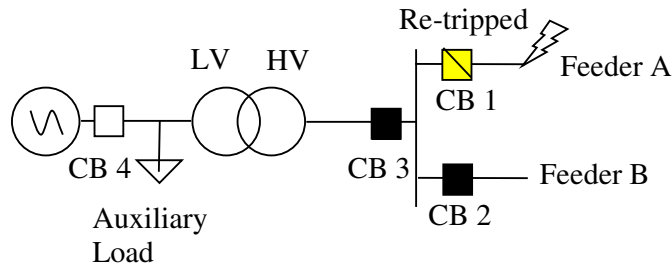 Re-tripped
LV
HV
Feeder A
CB 1
CB 4
CB 3
Feeder B
CB 2
Auxiliary
Load